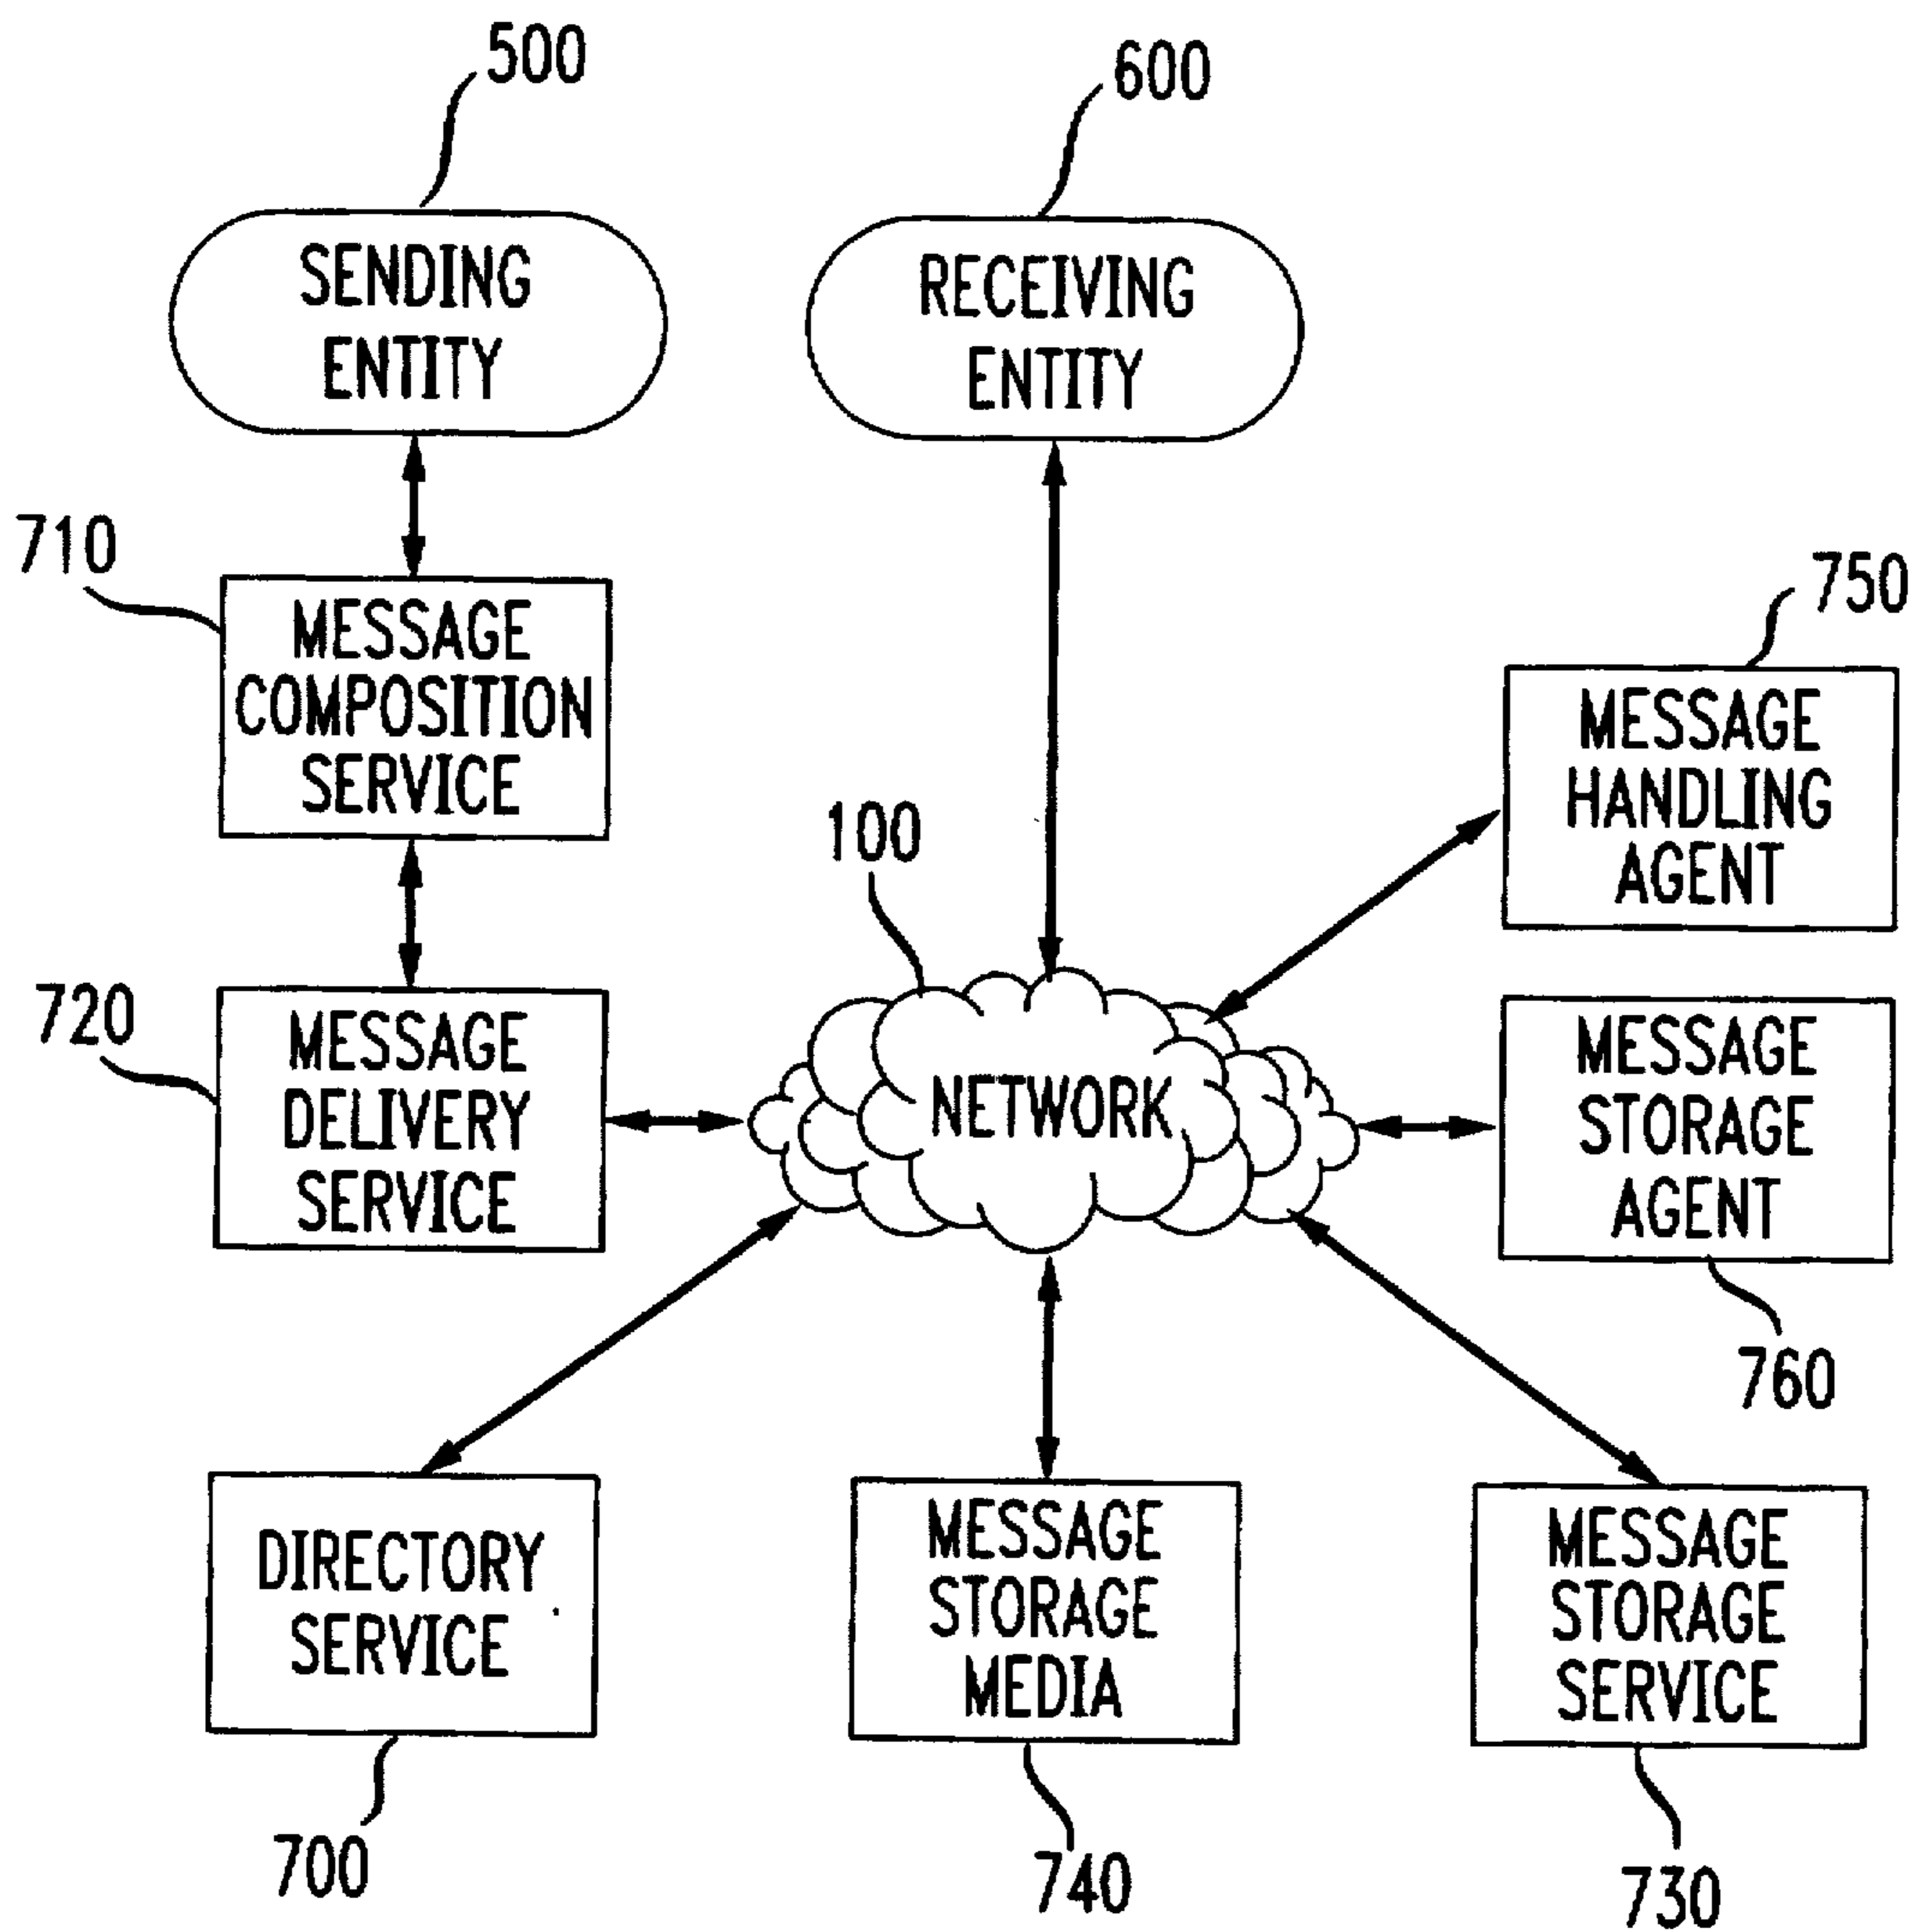 500
600
SENDING
ENTITY
RECEIVING
ENTITY
710
MESSAGE
COMPOSITION
SERVICE
750
MESSAGE
HANDLING
AGENT
100
720
MESSAGE
DELIVERY
SERVICE
NETWORK
MESSAGE
STORAGE
AGENT
760
DIRECTORY
SERVICE
MESSAGE
STORAGE
MEDIA
MESSAGE
STORAGE
SERVICE
700
740
730